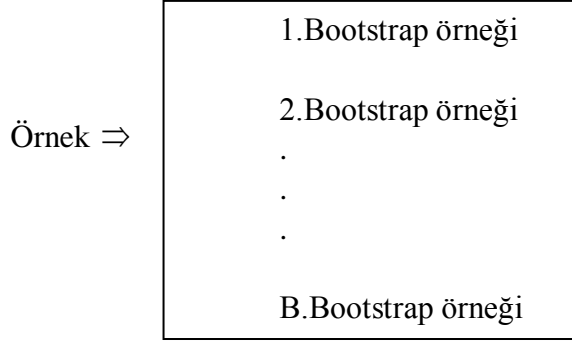 1.Bootstrap örneği
2.Bootstrap örneği
Örnek ⇒
.
.
.
B.Bootstrap örneği